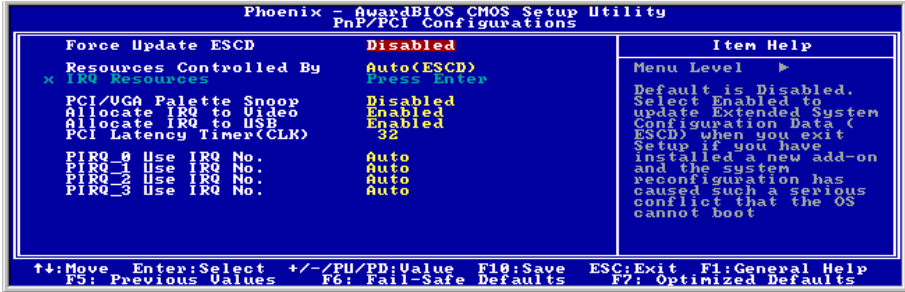 Phoenix - AwardBIOS CMOS Setup Utility
PnP/PCI Configurations
Force Update ESCD Disabled
Resources Controlled By Auto(ESCD)
x IRQ Resources Press Enter
PCI/VGA Palette Snoop Disabled
Allocate IRQ to Video Enabled
Allocate IRQ to USB Enabled
PCI Latency Timer(CLK) 32
PIRQ_0 Use IRQ No. Auto
PIRQ_1 Use IRQ No. Auto
PIRQ_2 Use IRQ No. Auto
PIRQ_3 Use IRQ No. Auto
Item Help
Menu Level ►
Default is Disabled.
Select Enabled to
update Extended System
Configuration Data (
ESCD) when you exit
Setup if you have
installed a new add-on
and the system
reconfiguration has
caused such a serious
conflict that the OS
cannot boot
↑↓:Move Enter:Select +/-/PU/PD:Value F10:Save ESC:Exit F1:General Help
F5: Previous Values F6: Fail-Safe Defaults F7: Optimized Defaults